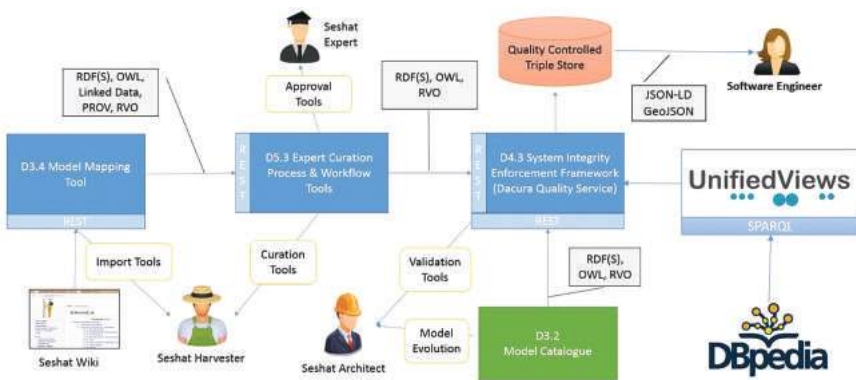 Seshat
Expert
Quality Controlled
Triple Store
Software Engineer
RDF(S), OWL,
Linked Data,
PROV, RVO
Approval
Tools
RDF(S), OWL,
RVO
JSON-LD
GeoJSON
D3.4 Model Mapping
Tool
REST
REST
D5.3 Expert Curation
Process & Workflow
Tools
REST
D4.3 System Integrity
Enforcement Framework
(Dacura Quality Service)
REST
UnifiedViews
SPARQL
Import Tools
Curation
Tools
Validation
Tools
RDF(S),
OWL, RVO
Seshat Wiki
Seshat Harvester
Seshat Architect
Model
Evolution
D3.2
Model Catalogue
DBpedia